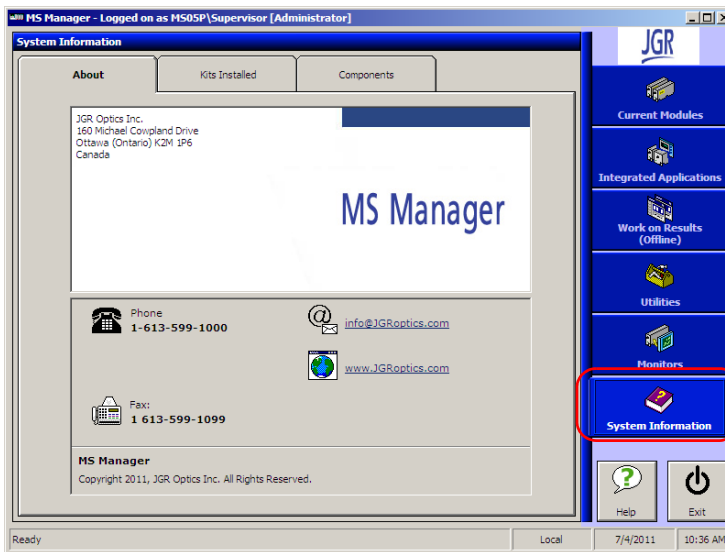 MS Manager - Logged on as MS05P\Supervisor [Administrator]
System Information
About
Kits Installed
Components
JGR Optics Inc.
160 Michael Cowpland Drive
Ottawa (Ontario) K2M 1P6
Canada
MS Manager
Phone
1-613-599-1000
info@JGRoptics.com
www.JGRoptics.com
Fax:
1 613-599-1099
MS Manager
Copyright 2011, JGR Optics Inc. All Rights Reserved.
JGR
Current Modules
Integrated Applications
Work on Results
(Offline)
Utilities
Monitors
System Information
Help
Exit
Ready
Local
7/4/2011
10:36 AM